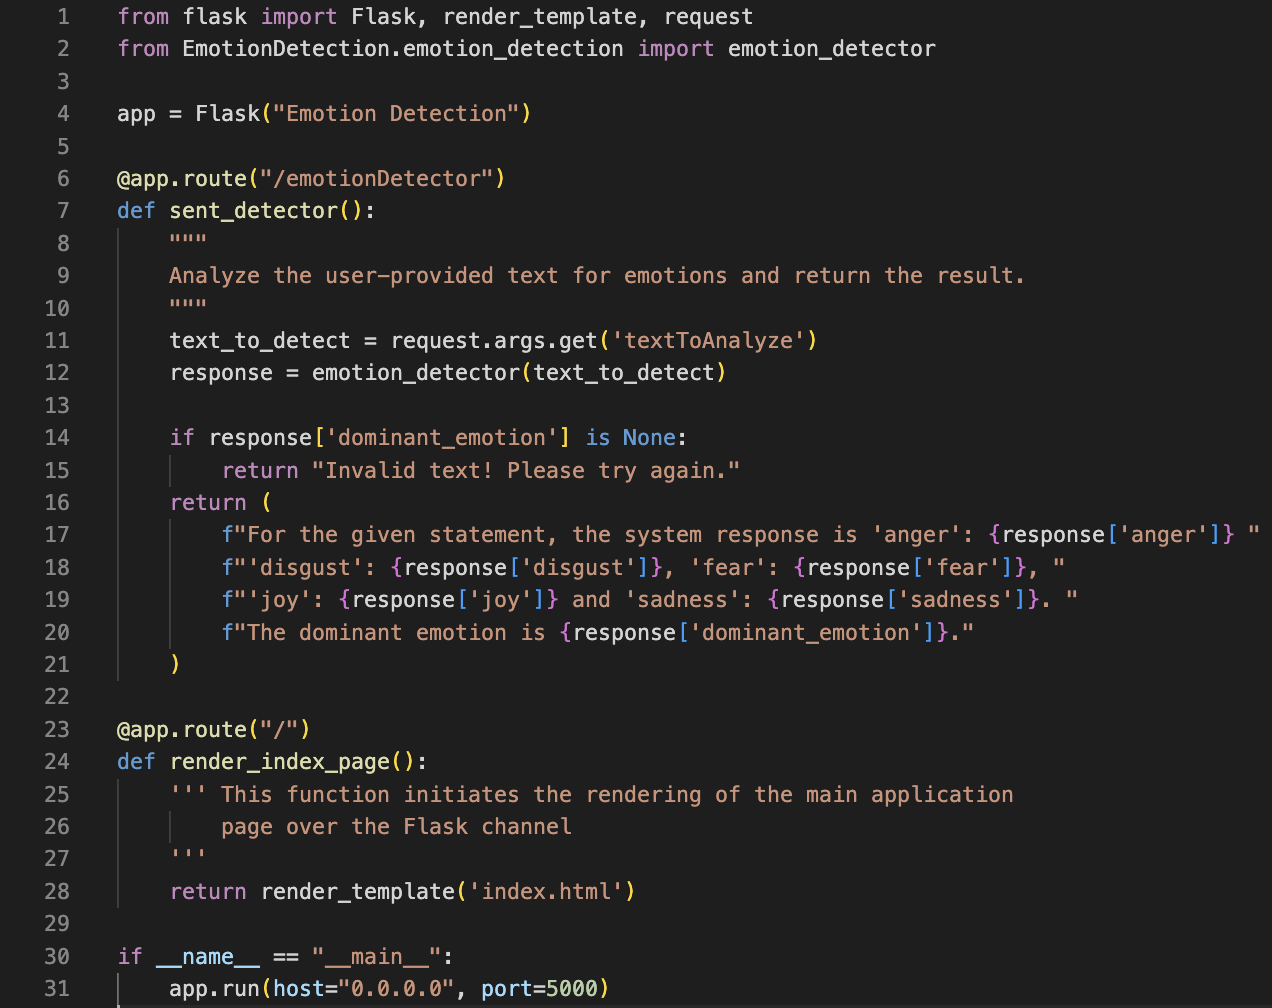 1 from flask import Flask, render_template, request
2 from EmotionDetection.emotion_detection import emotion_detector
3
4 app = Flask("Emotion Detection")
5
6 @app.route("/emotionDetector")
7 def sent_detector():
8     """
9     Analyze the user-provided text for emotions and return the result.
10     """
11     text_to_detect = request.args.get('textToAnalyze')
12     response = emotion_detector(text_to_detect)
13
14     if response['dominant_emotion'] is None:
15         return "Invalid text! Please try again."
16     return (
17         f"For the given statement, the system response is 'anger': {response['anger']} "
18         f"'disgust': {response['disgust']}, 'fear': {response['fear']}, "
19         f"'joy': {response['joy']} and 'sadness': {response['sadness']}. "
20         f"The dominant emotion is {response['dominant_emotion']}."
21     )
22
23 @app.route("/")
24 def render_index_page():
25     ''' This function initiates the rendering of the main application
26         page over the Flask channel
27     '''
28     return render_template('index.html')
29
30 if __name__ == "__main__":
31     app.run(host="0.0.0.0", port=5000)